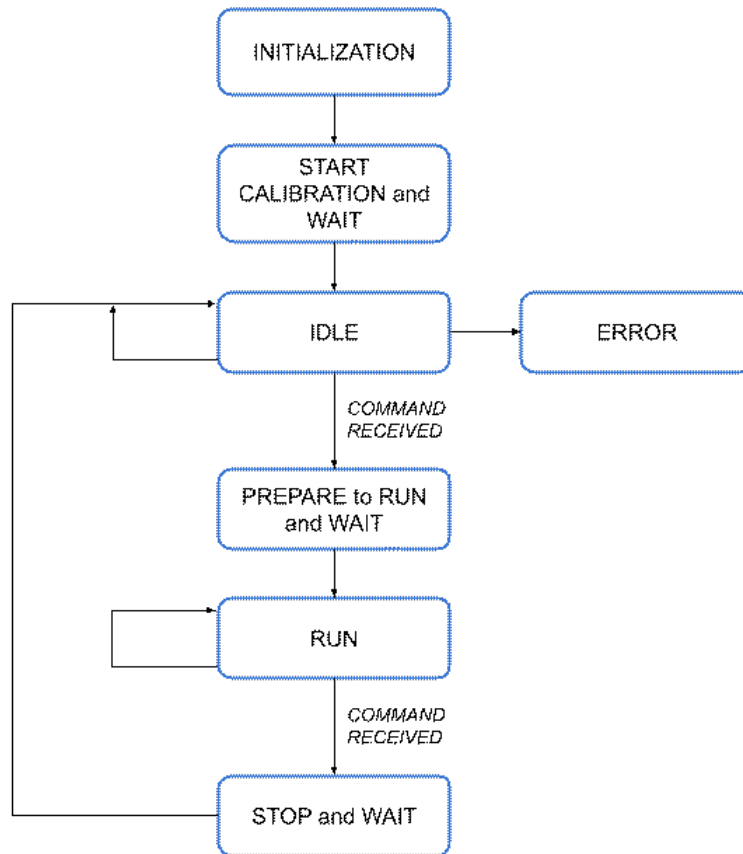 INITIALIZATION
START
CALIBRATION and
WAIT
IDLE
ERROR
COMMAND
RECEIVED
PREPARE to RUN
and WAIT
RUN
COMMAND
RECEIVED
STOP and WAIT